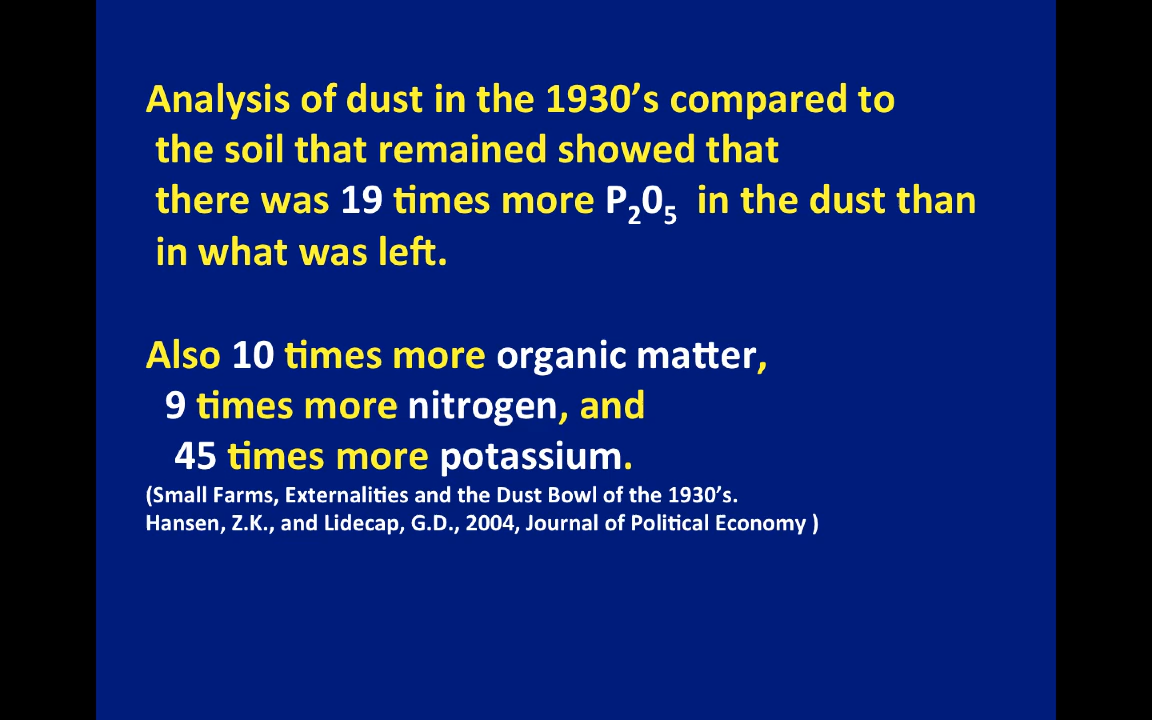 Analysis of dust in the 1930’s compared to
the soil that remained showed that
there was 19 times more P₂0₅ in the dust than
in what was left.
Also 10 times more organic matter,
9 times more nitrogen, and
45 times more potassium.
(Small Farms, Externalities and the Dust Bowl of the 1930’s.
Hansen, Z.K., and Lidecap, G.D., 2004, Journal of Political Economy )